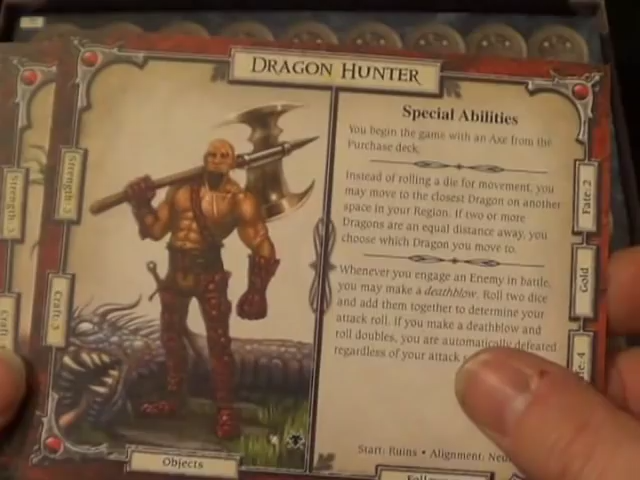 DRAGON HUNTER
Special Abilities
You begin the game with an Axe from the
Purchase deck.
Instead of rolling a die for movement, you
may move to the closest Dragon on another
space in your Region. If two or more
Dragons are an equal distance away, you
choose which Dragon you move to.
Whenever you engage an Enemy in battle,
you may make a deathblow. Roll two dice
and add them together to determine your
attack roll. If you make a deathblow and
roll doubles, you are automatically defeated
regardless of your attack
Start: Ruins • Alignment:
Strength: 3
Craft: 3
Fate: 2
Gold
Objects
Strength: 3
Craft: